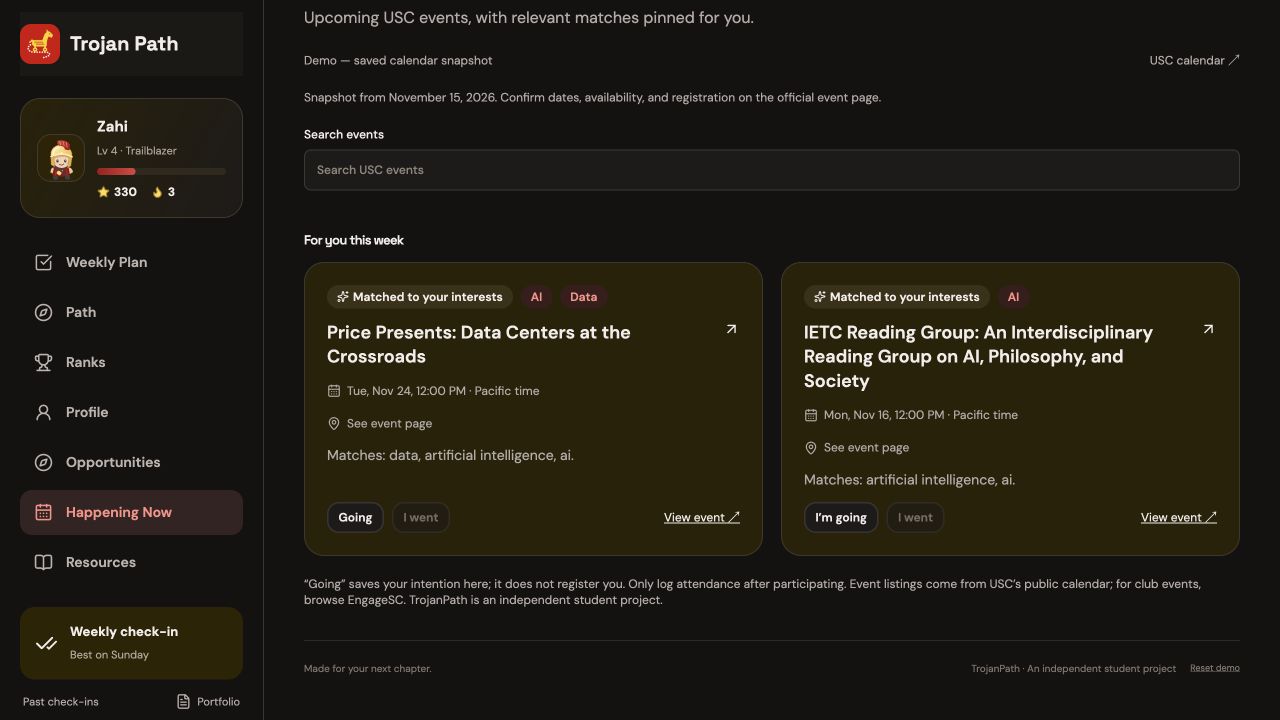 Trojan Path
Zahi
Lv 4 · Trailblazer
330
3
Weekly Plan
Path
Ranks
Profile
Opportunities
Happening Now
Resources
Weekly check-in
Best on Sunday
Past check-ins
Portfolio
Upcoming USC events, with relevant matches pinned for you.
Demo — saved calendar snapshot
USC calendar ↗
Snapshot from November 15, 2026. Confirm dates, availability, and registration on the official event page.
Search events
Search USC events
For you this week
Matched to your interests
AI
Data
Price Presents: Data Centers at the
Crossroads
Tue, Nov 24, 12:00 PM · Pacific time
See event page
Matches: data, artificial intelligence, ai.
Going
I went
View event ↗
Matched to your interests
AI
IETC Reading Group: An Interdisciplinary
Reading Group on AI, Philosophy, and
Society
Mon, Nov 16, 12:00 PM · Pacific time
See event page
Matches: artificial intelligence, ai.
I'm going
I went
View event ↗
“Going” saves your intention here; it does not register you. Only log attendance after participating. Event listings come from USC’s public calendar; for club events,
browse EngageSC. TrojanPath is an independent student project.
Made for your next chapter.
TrojanPath · An independent student project
Reset demo